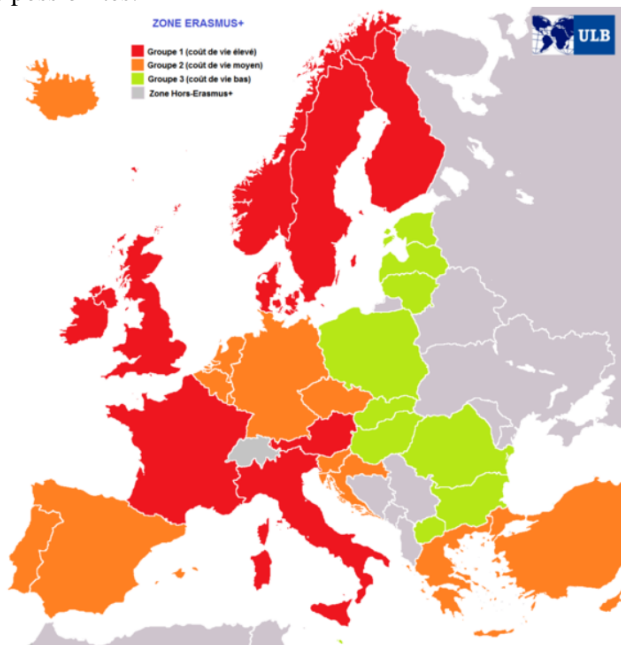 ZONE ERASMUS+
ULB
Groupe 1 (coût de vie élevé)
Groupe 2 (coût de vie moyen)
Groupe 3 (coût de vie bas)
Zone Hors-Erasmus+